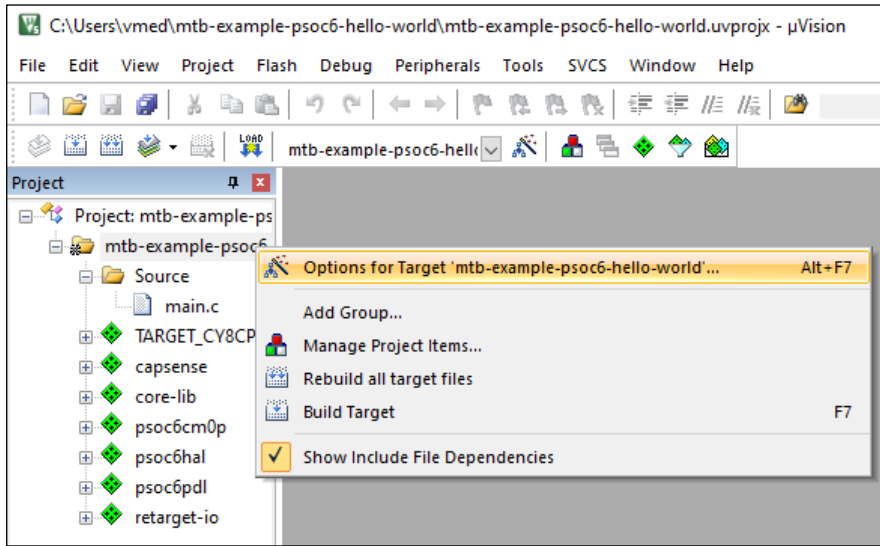 C:\Users\vmed\mtb-example-psoc6-hello-world\mtb-example-psoc6-hello-world.uvprojx - µVision
File Edit View Project Flash Debug Peripherals Tools SVCS Window Help
LOAD mtb-example-psoc6-hell
Project
Project: mtb-example-ps
mtb-example-psoc6
Options for Target 'mtb-example-psoc6-hello-world'... Alt+F7
Source
main.c
Add Group...
TARGET_CY8CP
Manage Project Items...
capsense
Rebuild all target files
core-lib
Build Target F7
psoc6cm0p
psoc6hal
Show Include File Dependencies
psoc6pdl
retarget-io